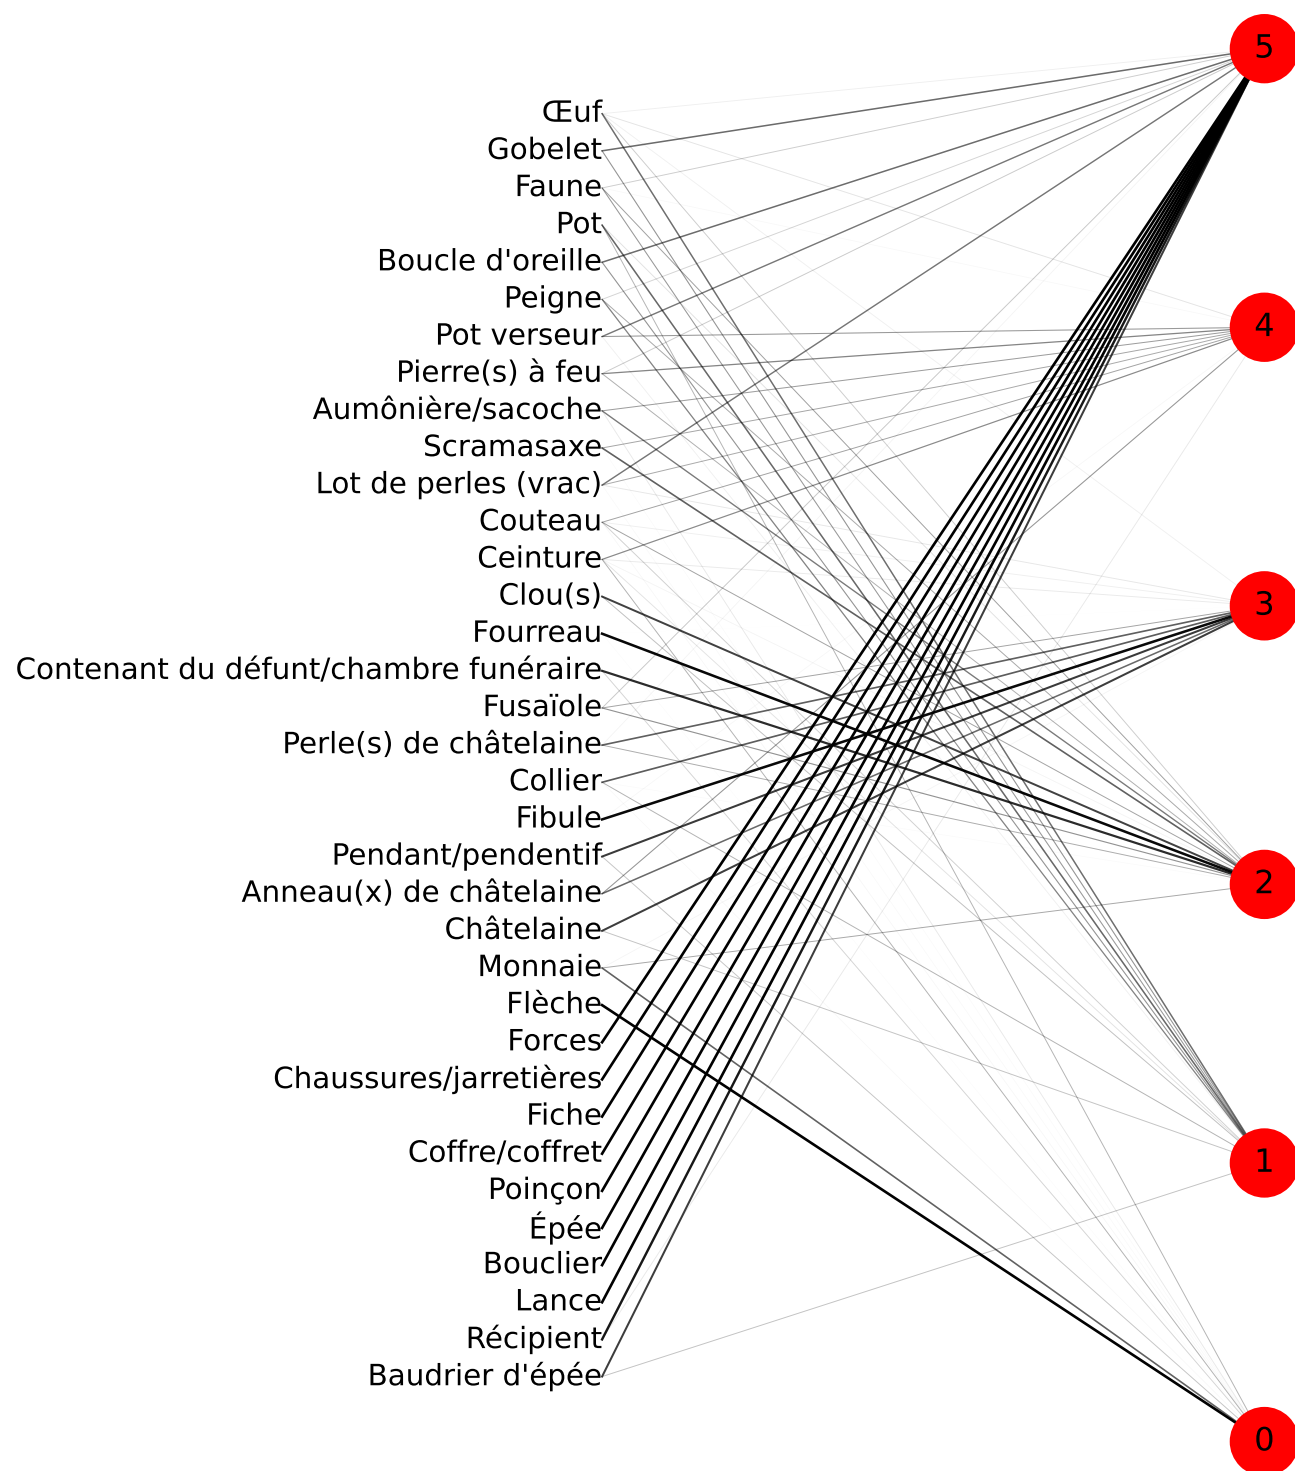 Œuf
Gobelet
Faune
Pot
Boucle d'oreille
Peigne
Pot verseur
Pierre(s) à feu
Aumônière/sacoche
Scramasaxe
Lot de perles (vrac)
Couteau
Ceinture
Clou(s)
Fourreau
Contenant du défunt/chambre funéraire
Fusaïole
Perle(s) de châtelaine
Collier
Fibule
Pendant/pendentif
Anneau(x) de châtelaine
Châtelaine
Monnaie
Flèche
Forces
Chaussures/jarretières
Fiche
Coffre/coffret
Poinçon
Épée
Bouclier
Lance
Récipient
Baudrier d'épée
5
4
3
2
1
0